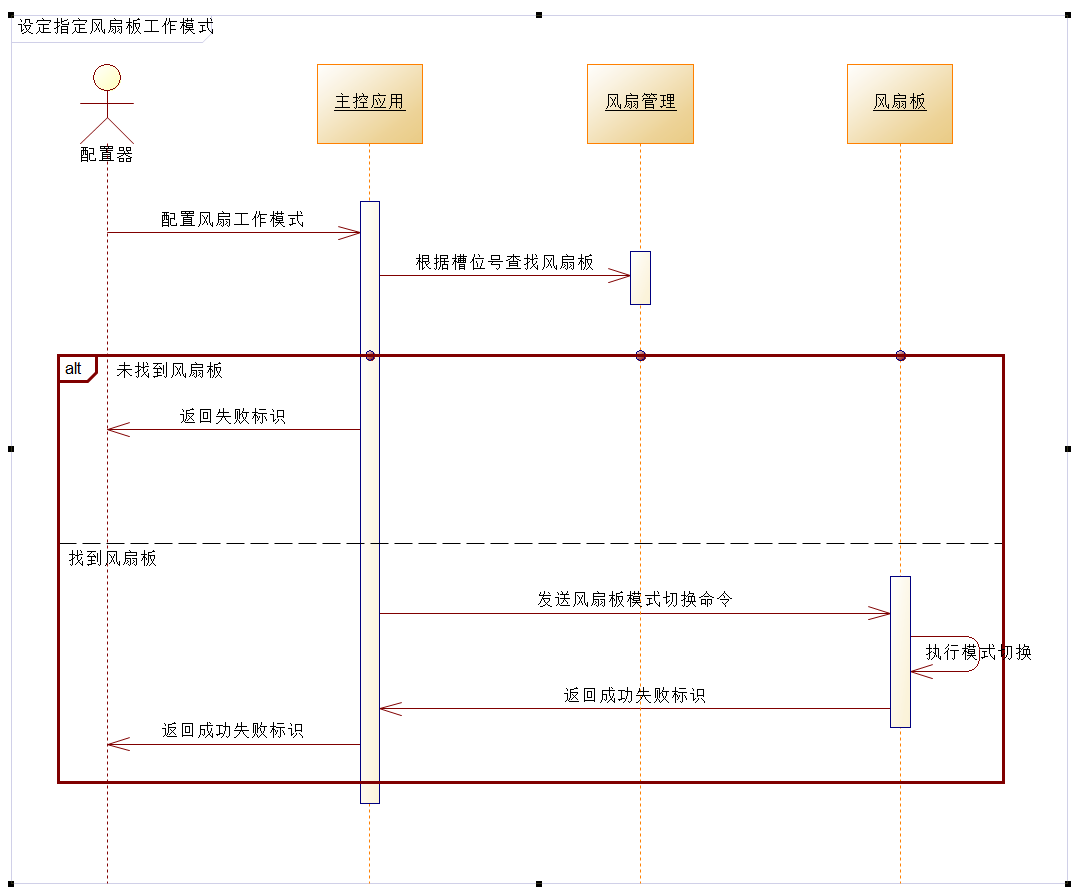 设定指定风扇板工作模式
配置器
主控应用
风扇管理
风扇板
配置风扇工作模式
根据槽位号查找风扇板
alt
未找到风扇板
返回失败标识
找到风扇板
发送风扇板模式切换命令
执行模式切换
返回成功失败标识
返回成功失败标识